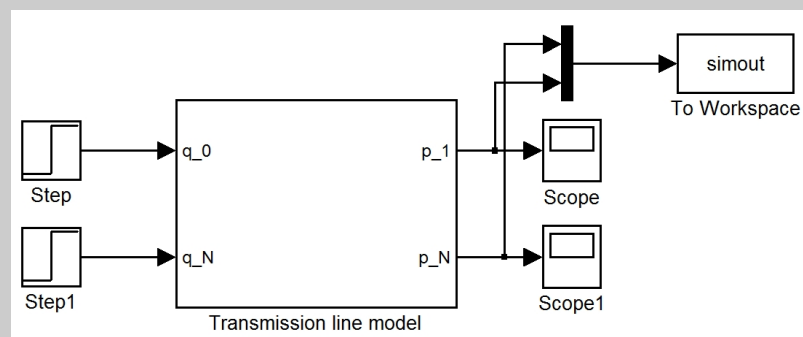 simout
To Workspace
q_0
p_1
Step
Scope
q_N
p_N
Step1
Scope1
Transmission line model